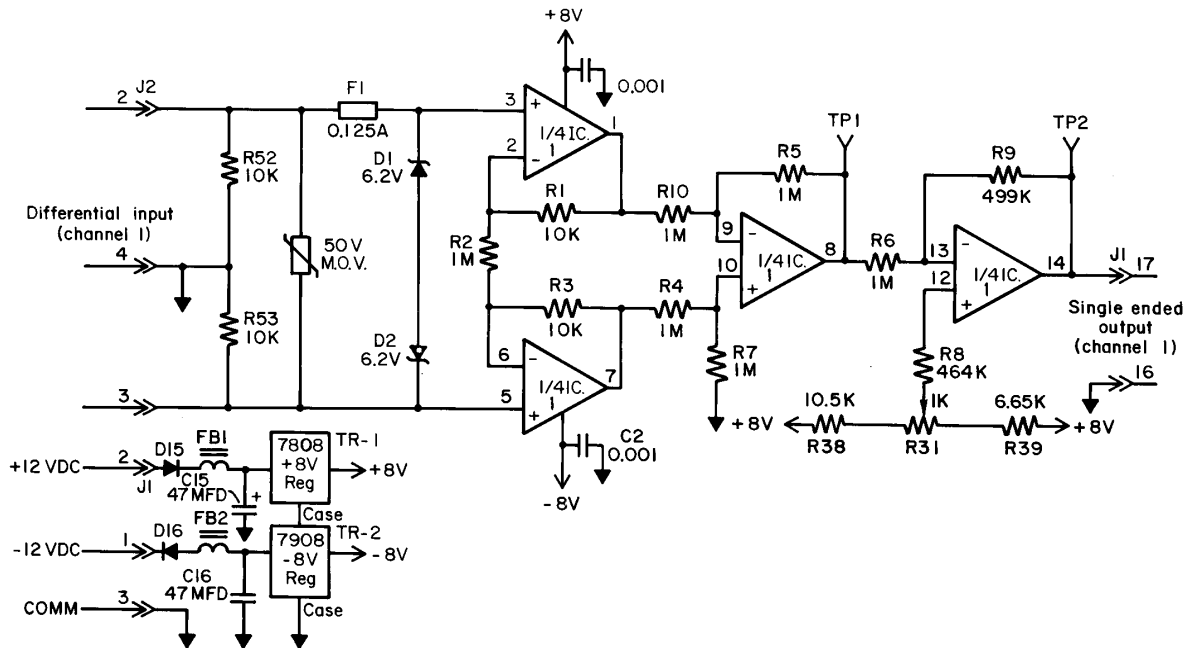 +8V
J2
2
F1
0.125A
3
+
1/4 IC.
1
1
0.001
2
-
R52
10K
D1
6.2V
R1
10K
R10
1M
R5
1M
TP1
TP2
R9
499K
Differential input
(channel 1)
4
50V
M.O.V.
R2
1M
9
-
10
+
1/4 IC.
1
8
R6
1M
13
-
12
+
1/4 IC.
1
14
J1
17
R53
10K
R3
10K
R4
1M
Single ended
output
(channel 1)
16
D2
6.2V
6
-
5
+
1/4 IC.
1
7
R7
1M
R8
464K
3
+8V
10.5K
R38
1K
R31
6.65K
R39
+8V
C2
0.001
-8V
+12 VDC
2
J1
D15
FB1
C15
47MFD
+
7808
+8V
Reg
TR-1
+8V
Case
-12 VDC
1
D16
FB2
C16
47MFD
7908
-8V
Reg
TR-2
-8V
Case
COMM
3